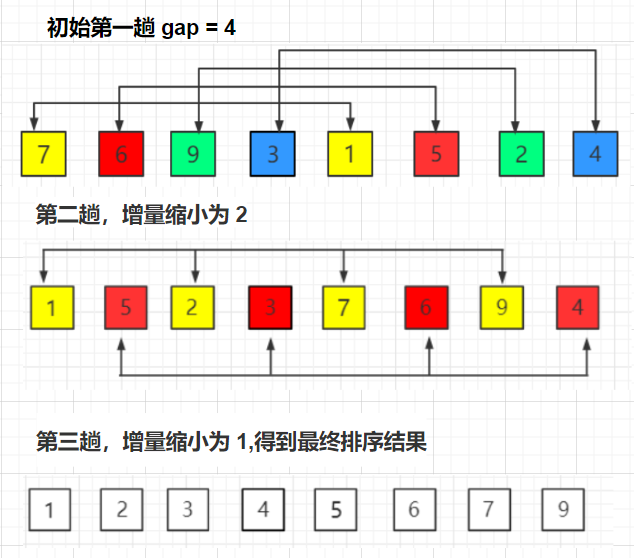 初始第一趟 gap = 4
7 6 9 3 1 5 2 4
第二趟，增量缩小为 2
1 5 2 3 7 6 9 4
第三趟，增量缩小为 1,得到最终排序结果
1 2 3 4 5 6 7 9